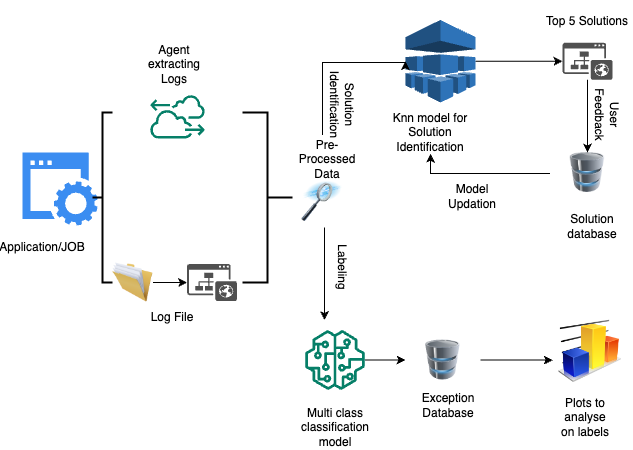 Top 5 Solutions
Agent
extracting
Logs
Solution
Identification
User
Feedback
Knn model for
Solution
Identification
Pre-
Processed
Data
Model
Updation
Solution
database
Application/JOB
Labeling
Log File
Multi class
classification
model
Exception
Database
Plots to
analyse
on labels